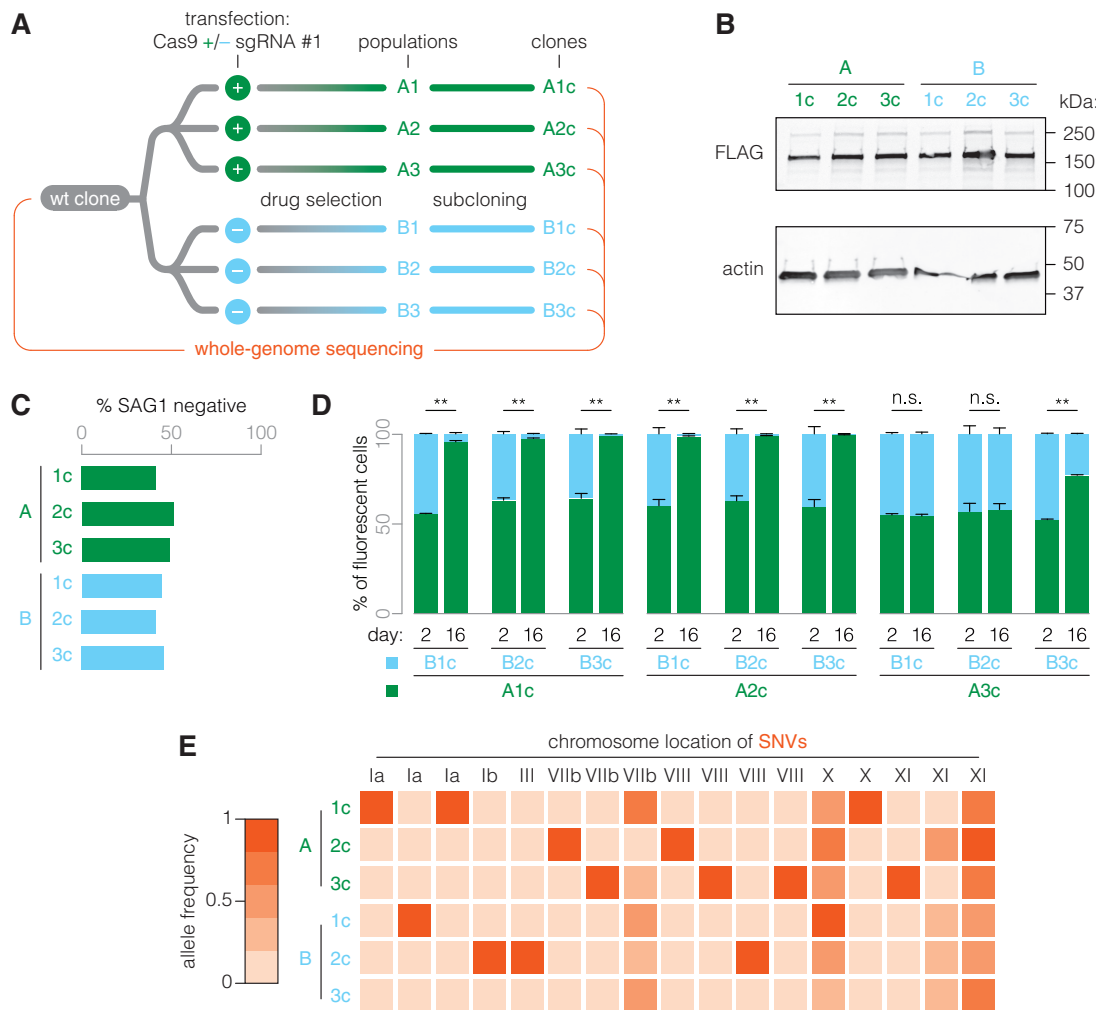 A
transfection:
Cas9 +/– sgRNA #1
populations
clones
+
A1
A1c
+
A2
A2c
+
A3
A3c
wt clone
drug selection
subcloning
–
B1
B1c
–
B2
B2c
–
B3
B3c
whole-genome sequencing
B
A
B
1c 2c 3c 1c 2c 3c
kDa:
FLAG
250
150
100
actin
75
50
37
C
% SAG1 negative
0 50 100
A
1c
2c
3c
B
1c
2c
3c
D
** ** ** ** ** ** n.s. n.s. **
% of fluorescent cells
100
50
0
day: 2 16 2 16 2 16 2 16 2 16 2 16 2 16 2 16 2 16
B1c B2c B3c B1c B2c B3c B1c B2c B3c
A1c A2c A3c
E
chromosome location of SNVs
Ia Ia Ia Ib III VIIb VIIb VIIb VIII VIII VIII VIII X X XI XI XI
allele frequency
1
0.5
0
A
1c
2c
3c
B
1c
2c
3c